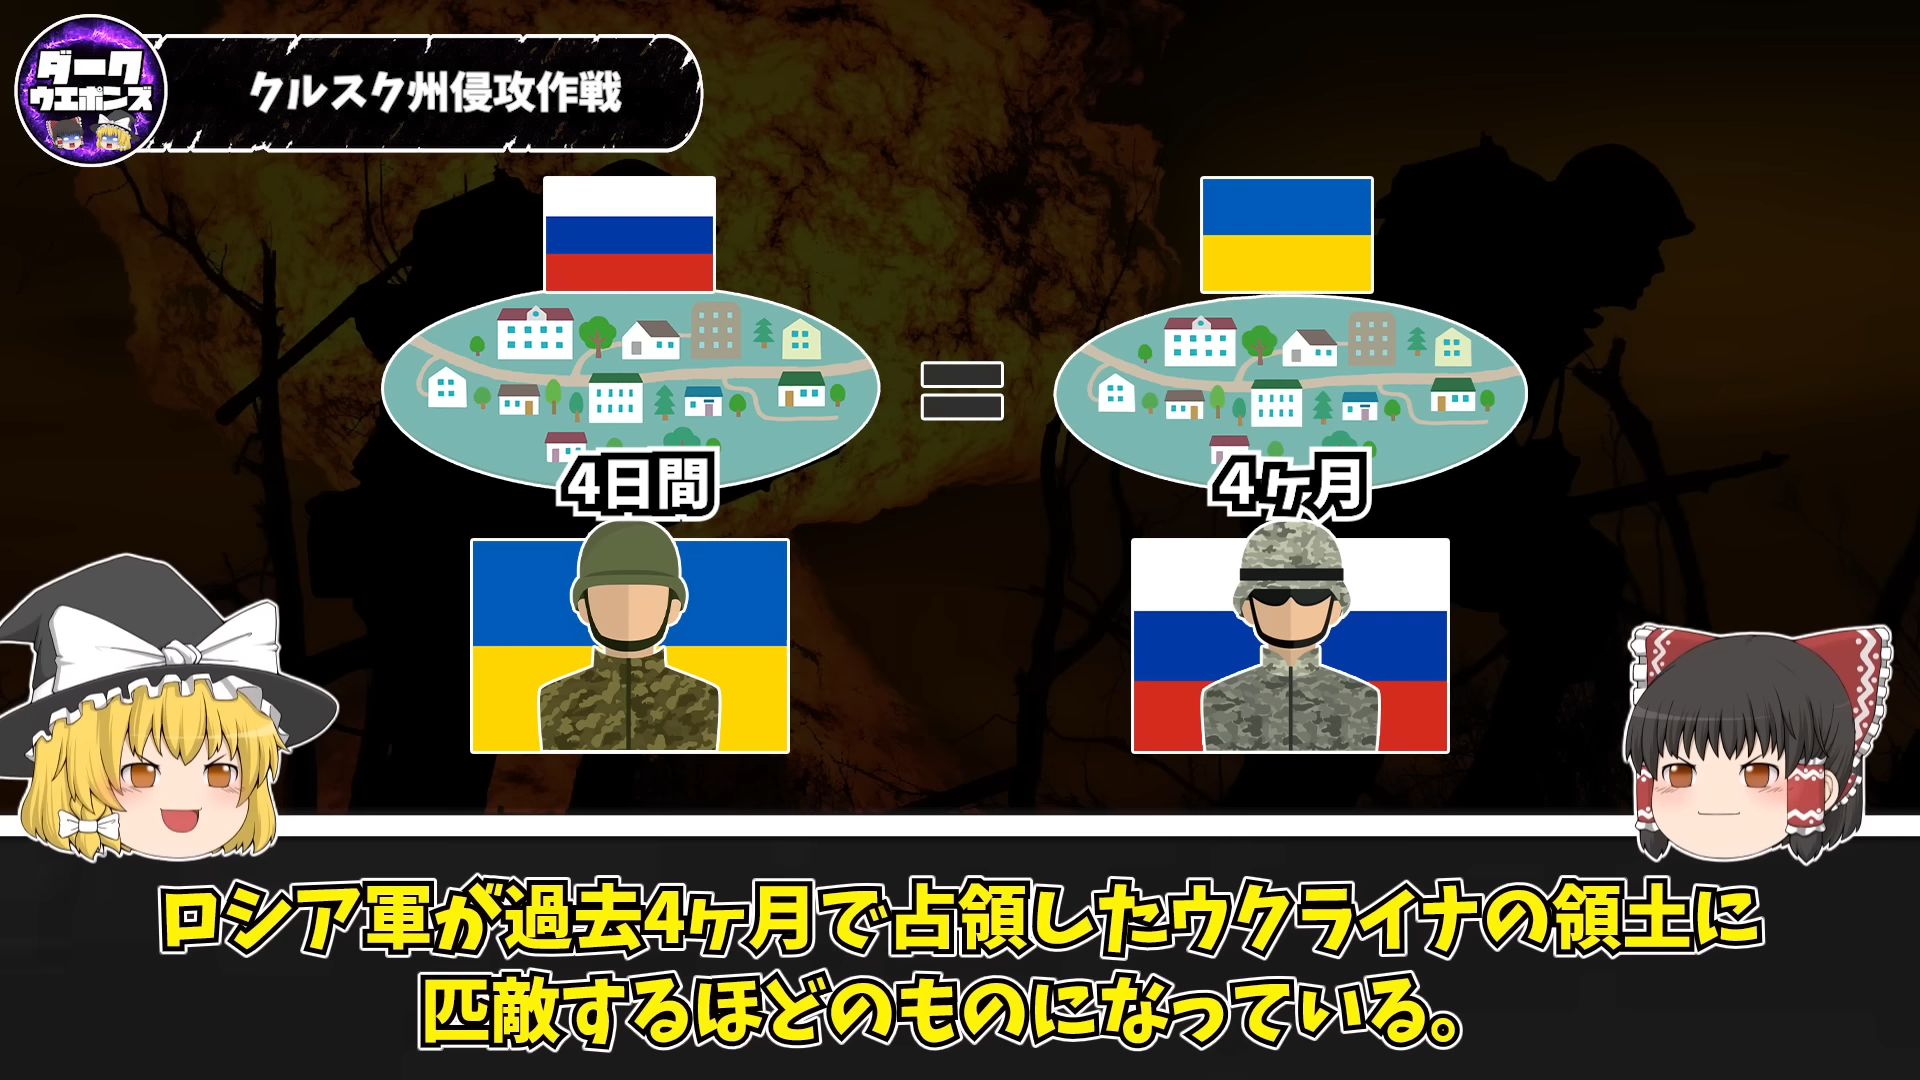 ダーク
ウエポンズ
クルスク州侵攻作戦
4日間
4ヶ月
ロシア軍が過去4ヶ月で占領したウクライナの領土に
匹敵するほどのものになっている。